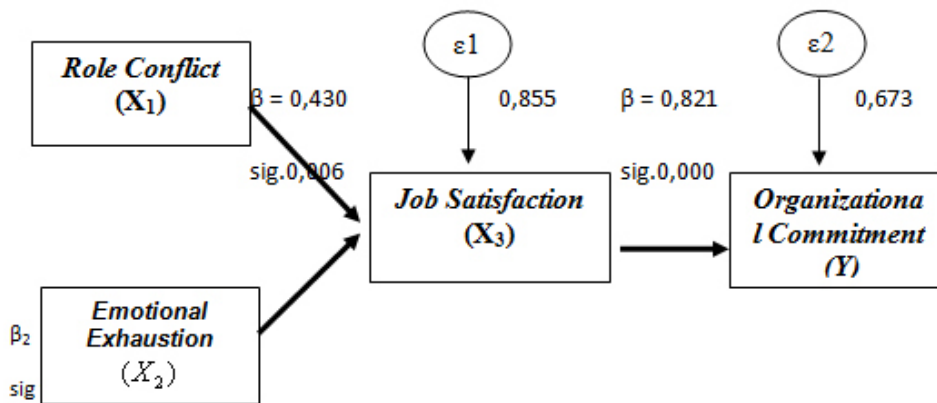 ε1
ε2
Role Conflict
(X₁)
β = 0,430
0,855
β = 0,821
0,673
sig.0,006
sig.0,000
Job Satisfaction
(X₃)
Organizationa
l Commitment
(Y)
Emotional
Exhaustion
(X₂)
β₂
sig